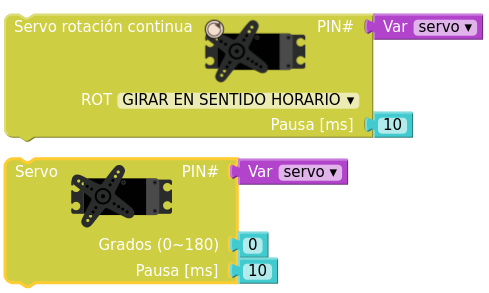 Servo rotación continua PIN# Var servo ▾
ROT GIRAR EN SENTIDO HORARIO ▾
Pausa [ms] 10
Servo PIN# Var servo ▾
Grados (0~180) 0
Pausa [ms] 10